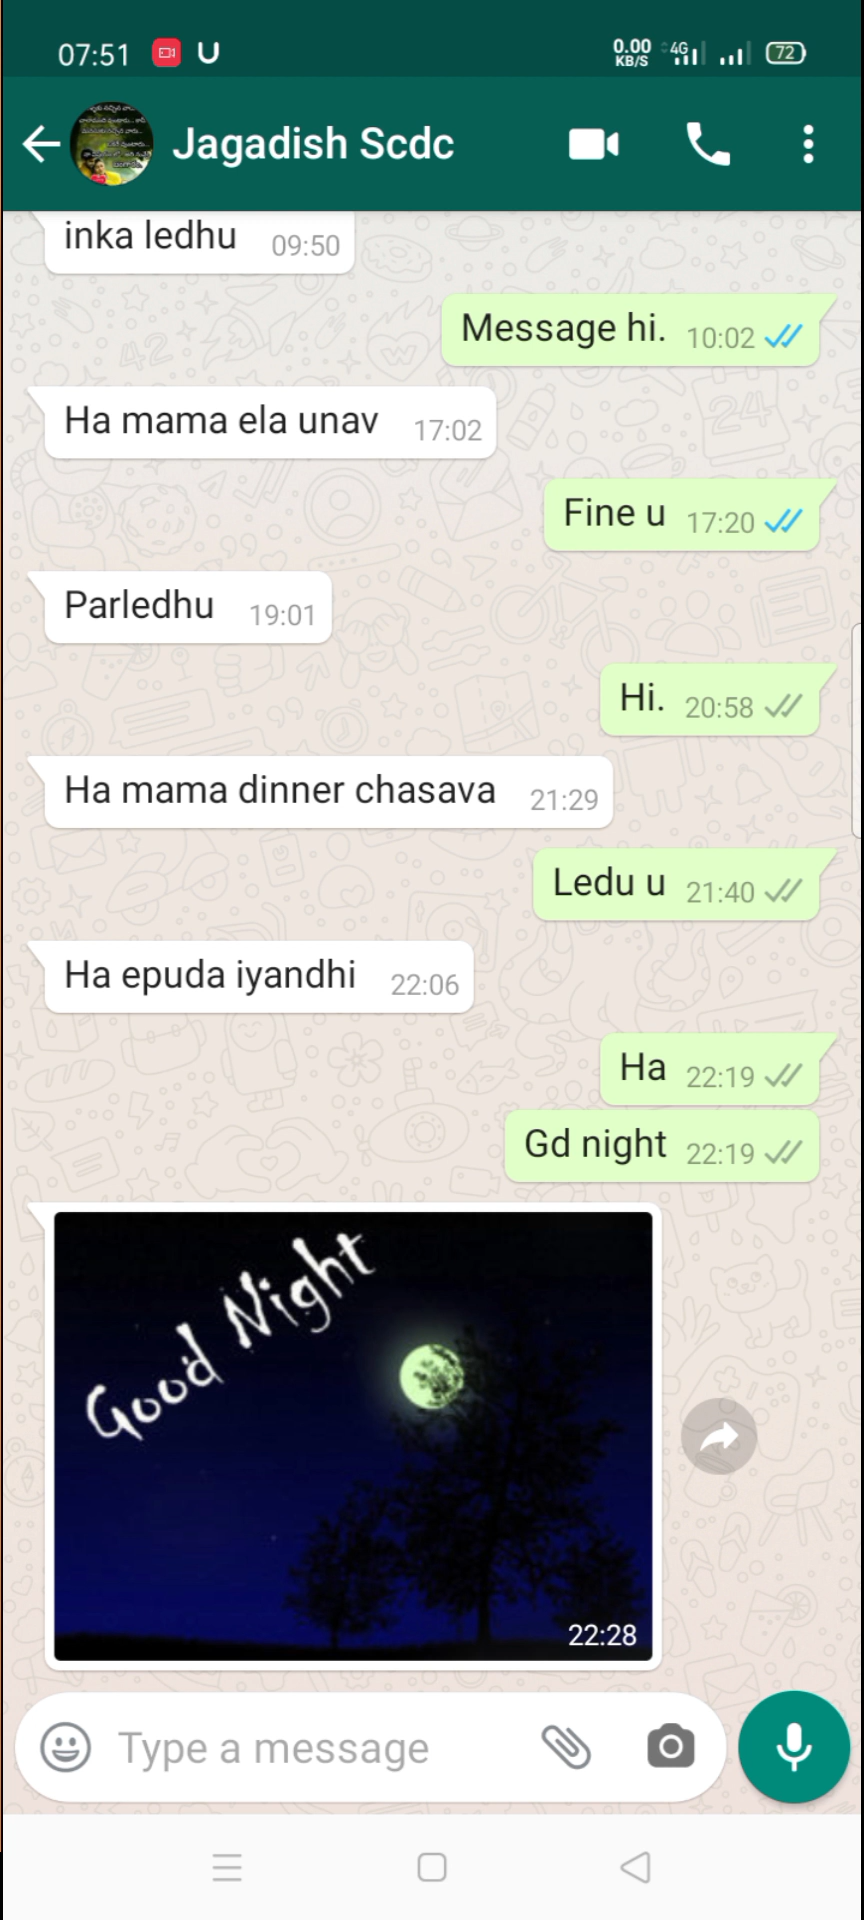 07:51 U 0.00 KB/S 4G 72
Jagadish Scdc
inka ledhu 09:50
Message hi. 10:02
Ha mama ela unav 17:02
Fine u 17:20
Parledhu 19:01
Hi. 20:58
Ha mama dinner chasava 21:29
Ledu u 21:40
Ha epuda iyandhi 22:06
Ha 22:19
Gd night 22:19
Good Night
22:28
Type a message